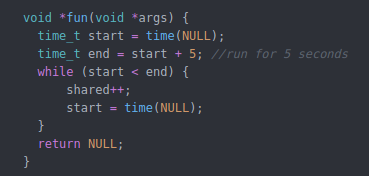 void *fun(void *args) {
  time_t start = time(NULL);
  time_t end = start + 5; //run for 5 seconds
  while (start < end) {
      shared++;
      start = time(NULL);
  }
  return NULL;
}